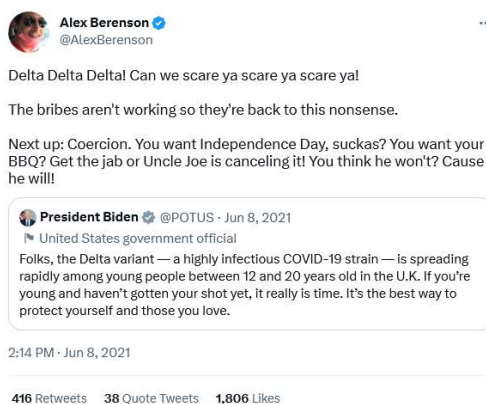 Alex Berenson
@AlexBerenson
Delta Delta Delta! Can we scare ya scare ya scare ya!
The bribes aren't working so they're back to this nonsense.
Next up: Coercion. You want Independence Day, suckas? You want your
BBQ? Get the jab or Uncle Joe is canceling it! You think he won't? Cause
he will!
President Biden @POTUS · Jun 8, 2021
United States government official
Folks, the Delta variant — a highly infectious COVID-19 strain — is spreading
rapidly among young people between 12 and 20 years old in the U.K. If you're
young and haven't gotten your shot yet, it really is time. It's the best way to
protect yourself and those you love.
2:14 PM · Jun 8, 2021
416 Retweets 38 Quote Tweets 1,806 Likes